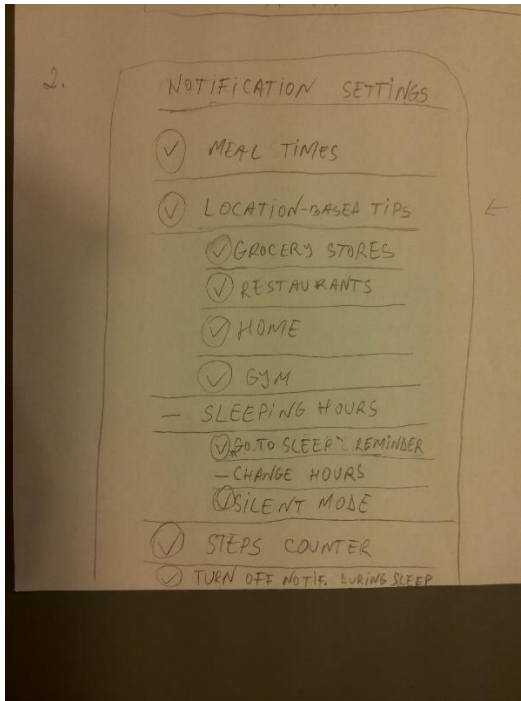 2.
NOTIFICATION SETTINGS
MEAL TIMES
LOCATION-BASED TIPS
GROCERY STORES
RESTAURANTS
HOME
GYM
— SLEEPING HOURS
"GO TO SLEEP" REMINDER
— CHANGE HOURS
SILENT MODE
STEPS COUNTER
TURN OFF NOTIF. DURING SLEEP